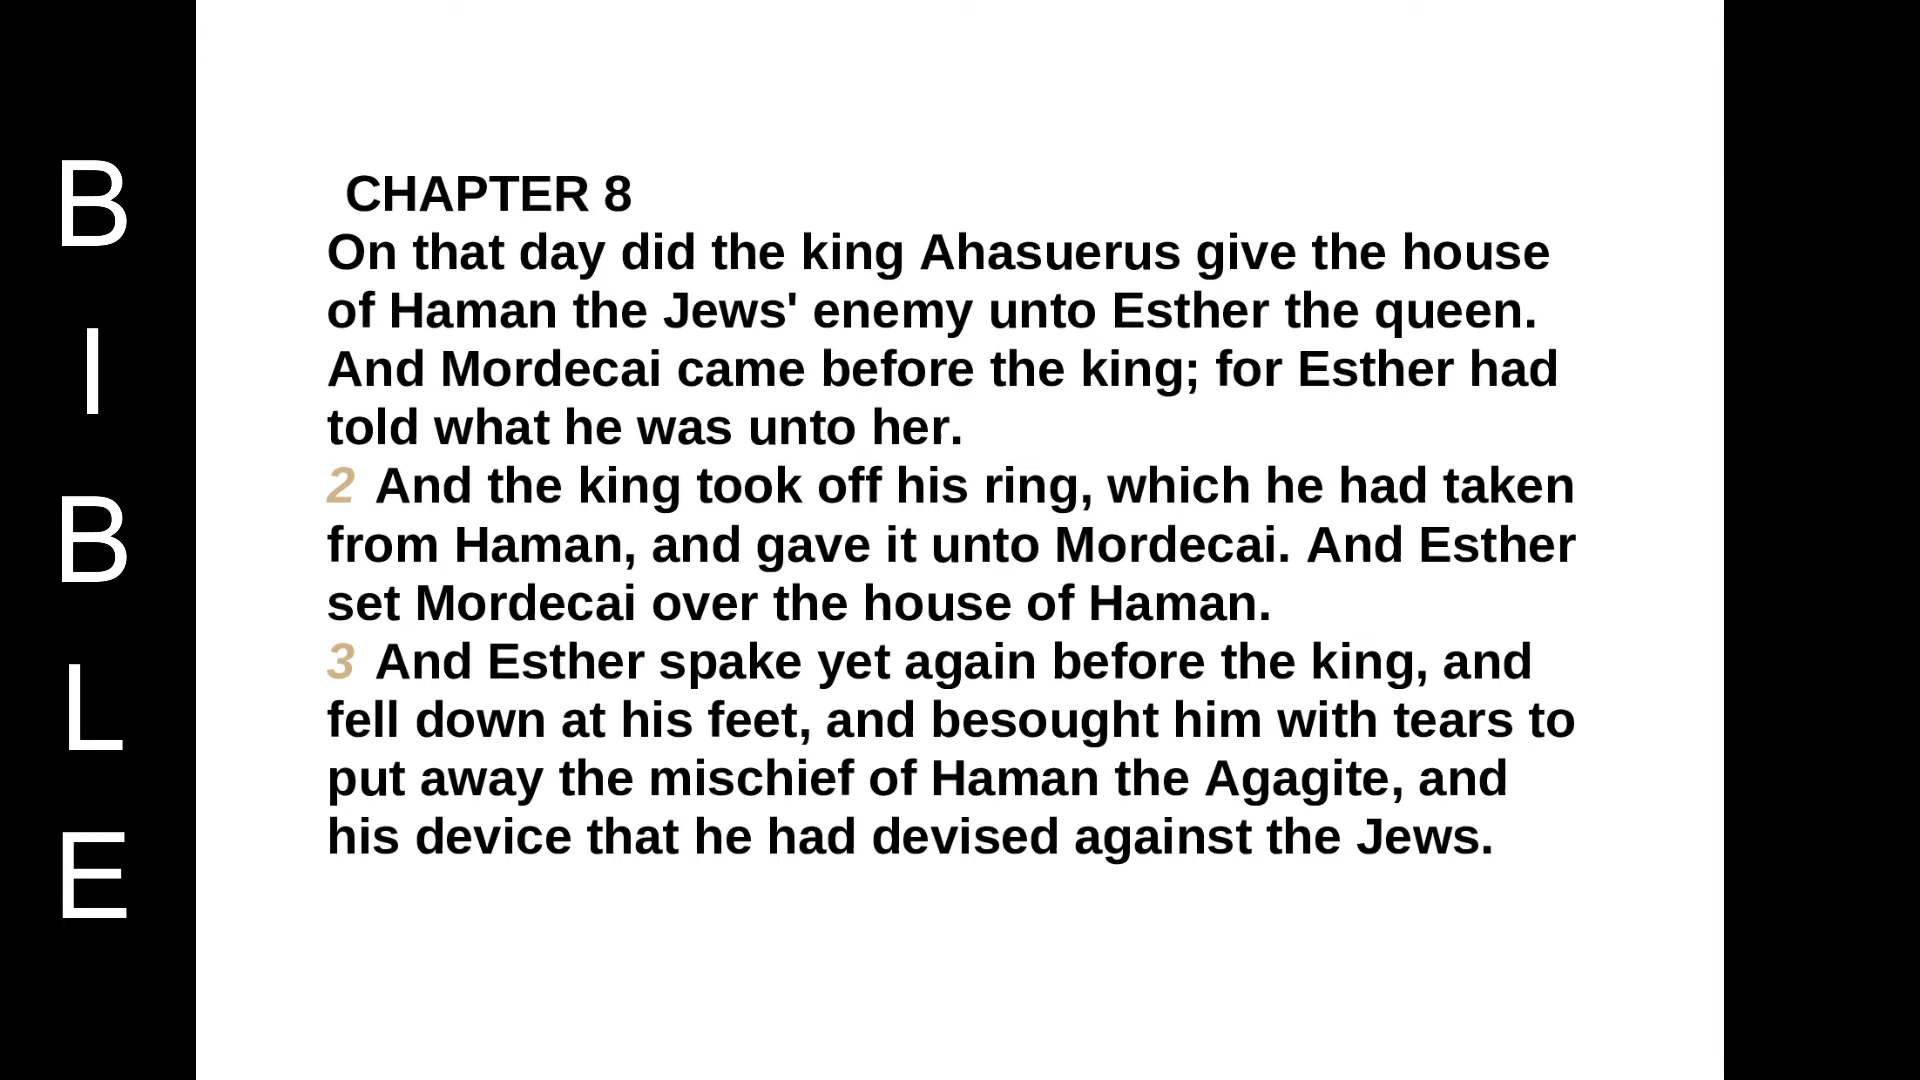 BIBLE
CHAPTER 8
On that day did the king Ahasuerus give the house
of Haman the Jews' enemy unto Esther the queen.
And Mordecai came before the king; for Esther had
told what he was unto her.
2 And the king took off his ring, which he had taken
from Haman, and gave it unto Mordecai. And Esther
set Mordecai over the house of Haman.
3 And Esther spake yet again before the king, and
fell down at his feet, and besought him with tears to
put away the mischief of Haman the Agagite, and
his device that he had devised against the Jews.